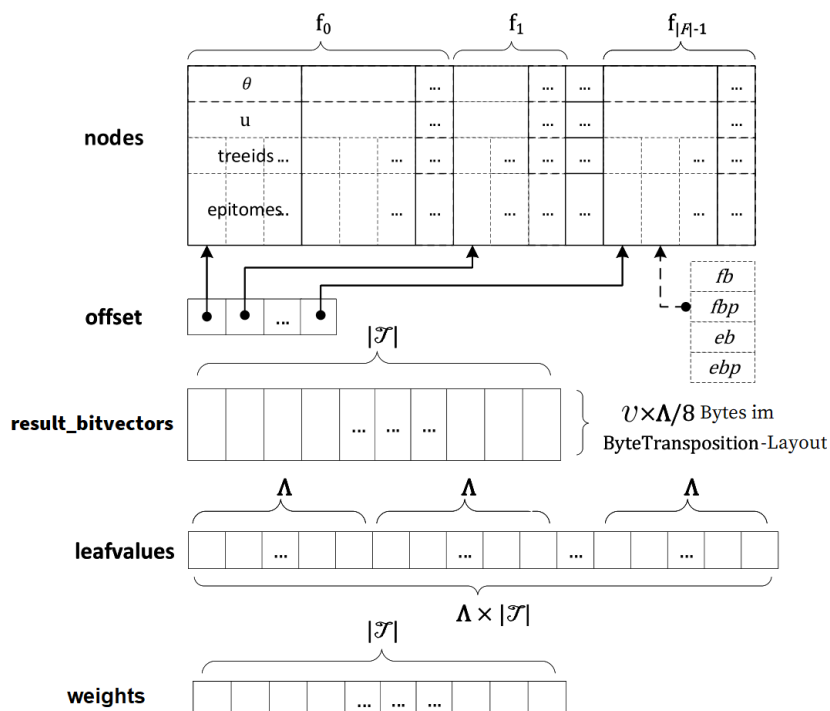 f₀ f₁ f|𝐹|-1
nodes
θ ... ... ... ... ...
u ... ... ... ... ...
treeids ... ... ... ... ... ... ... ...
epitomes... ... ... ... ... ... ... ...
offset
...
fb
fbp
eb
ebp
|𝒯|
result_bitvectors
... ... ...
𝜐×Λ/8 Bytes im
ByteTransposition-Layout
Λ Λ Λ
leafvalues
... ... ... ...
Λ × |𝒯|
|𝒯|
weights
... ... ...